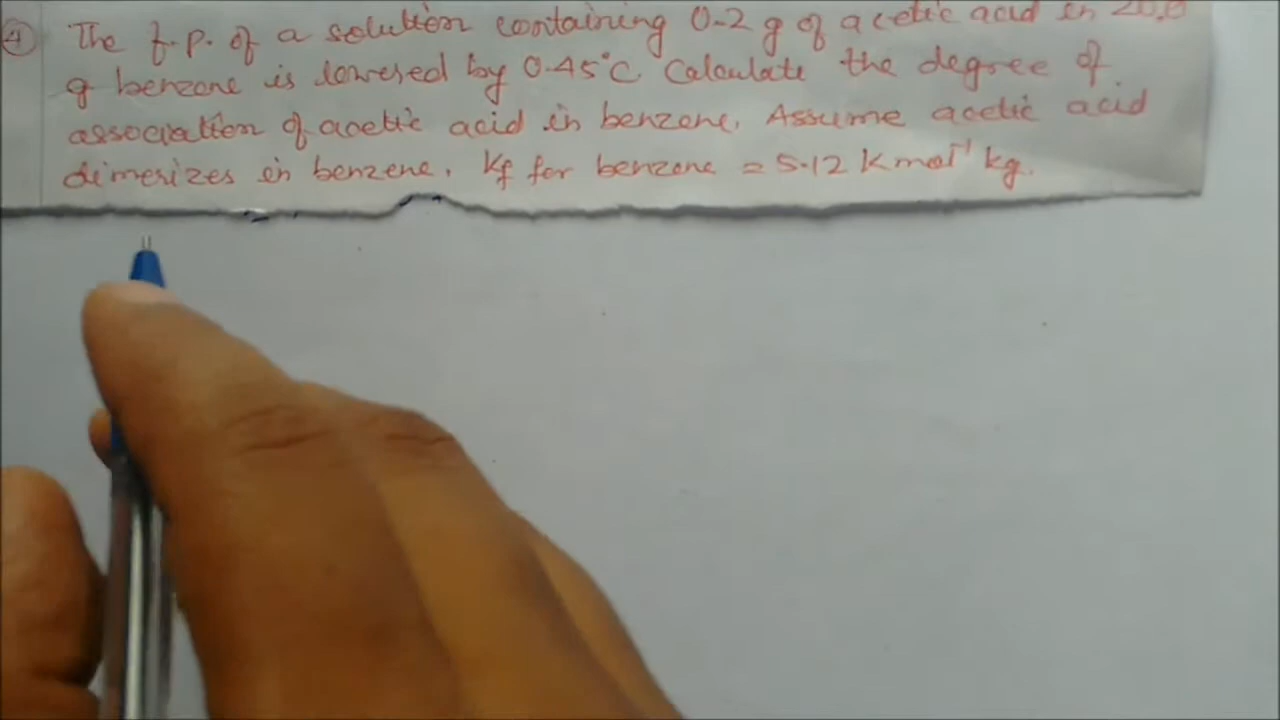 4 The f.p. of a solution containing 0.2 g of acetic acid in 20.0
g benzene is lowered by 0.45°C. Calculate the degree of
association of acetic acid in benzene. Assume acetic acid
dimerizes in benzene. Kf for benzene = 5.12 K mol⁻¹ kg.